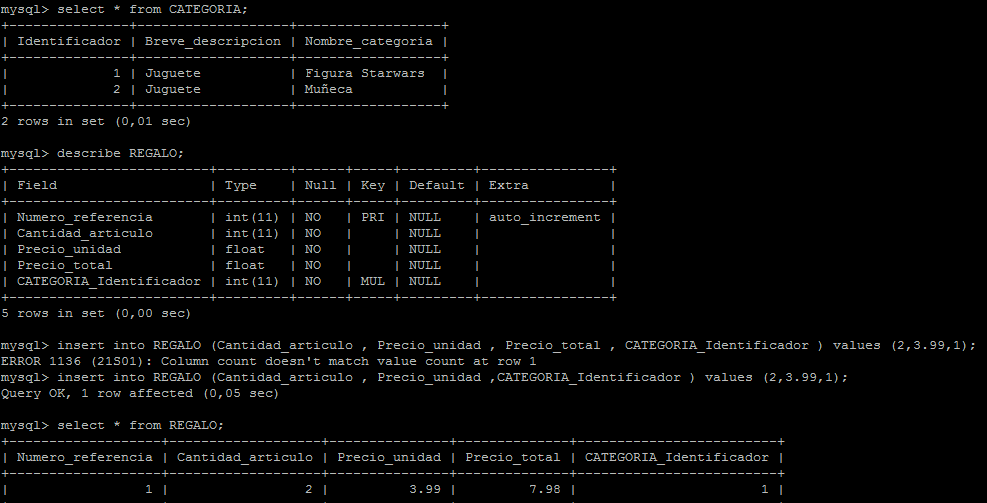 mysql> select * from CATEGORIA;
+---------------+-------------------+------------------+
| Identificador | Breve_descripcion | Nombre_categoria |
+---------------+-------------------+------------------+
|             1 | Juguete           | Figura Starwars  |
|             2 | Juguete           | Muñeca           |
+---------------+-------------------+------------------+
2 rows in set (0,01 sec)
mysql> describe REGALO;
+-------------------------+---------+------+-----+---------+----------------+
| Field                   | Type    | Null | Key | Default | Extra          |
+-------------------------+---------+------+-----+---------+----------------+
| Numero_referencia       | int(11) | NO   | PRI | NULL    | auto_increment |
| Cantidad_articulo       | int(11) | NO   |     | NULL    |                |
| Precio_unidad           | float   | NO   |     | NULL    |                |
| Precio_total            | float   | NO   |     | NULL    |                |
| CATEGORIA_Identificador | int(11) | NO   | MUL | NULL    |                |
+-------------------------+---------+------+-----+---------+----------------+
5 rows in set (0,00 sec)
mysql> insert into REGALO (Cantidad_articulo , Precio_unidad , Precio_total , CATEGORIA_Identificador ) values (2,3.99,1);
ERROR 1136 (21S01): Column count doesn't match value count at row 1
mysql> insert into REGALO (Cantidad_articulo , Precio_unidad ,CATEGORIA_Identificador ) values (2,3.99,1);
Query OK, 1 row affected (0,05 sec)
mysql> select * from REGALO;
+-------------------+-------------------+---------------+--------------+-------------------------+
| Numero_referencia | Cantidad_articulo | Precio_unidad | Precio_total | CATEGORIA_Identificador |
+-------------------+-------------------+---------------+--------------+-------------------------+
|                 1 |                 2 |          3.99 |         7.98 |                       1 |